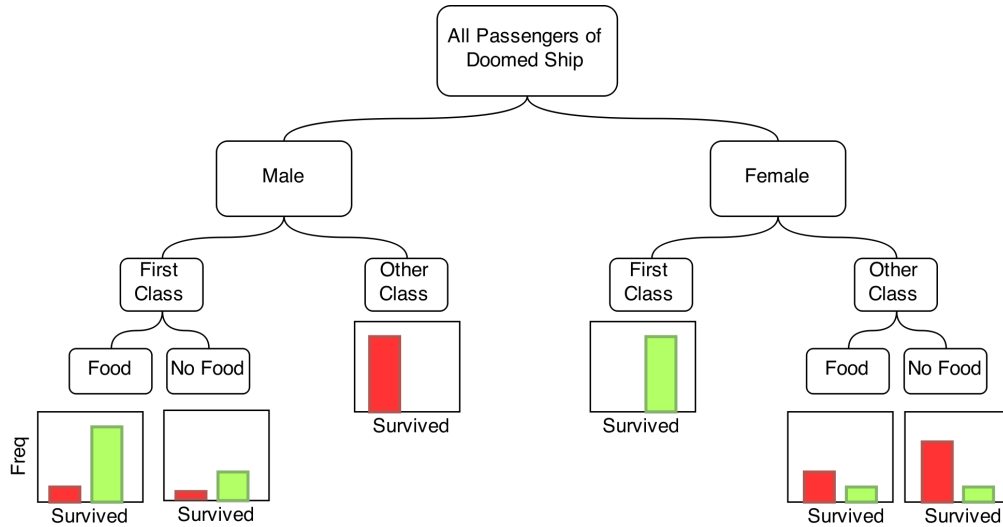 All Passengers of
Doomed Ship
Male
Female
First
Class
Other
Class
First
Class
Other
Class
Food
No Food
Food
No Food
Survived
Survived
Freq
Survived
Survived
Survived
Survived